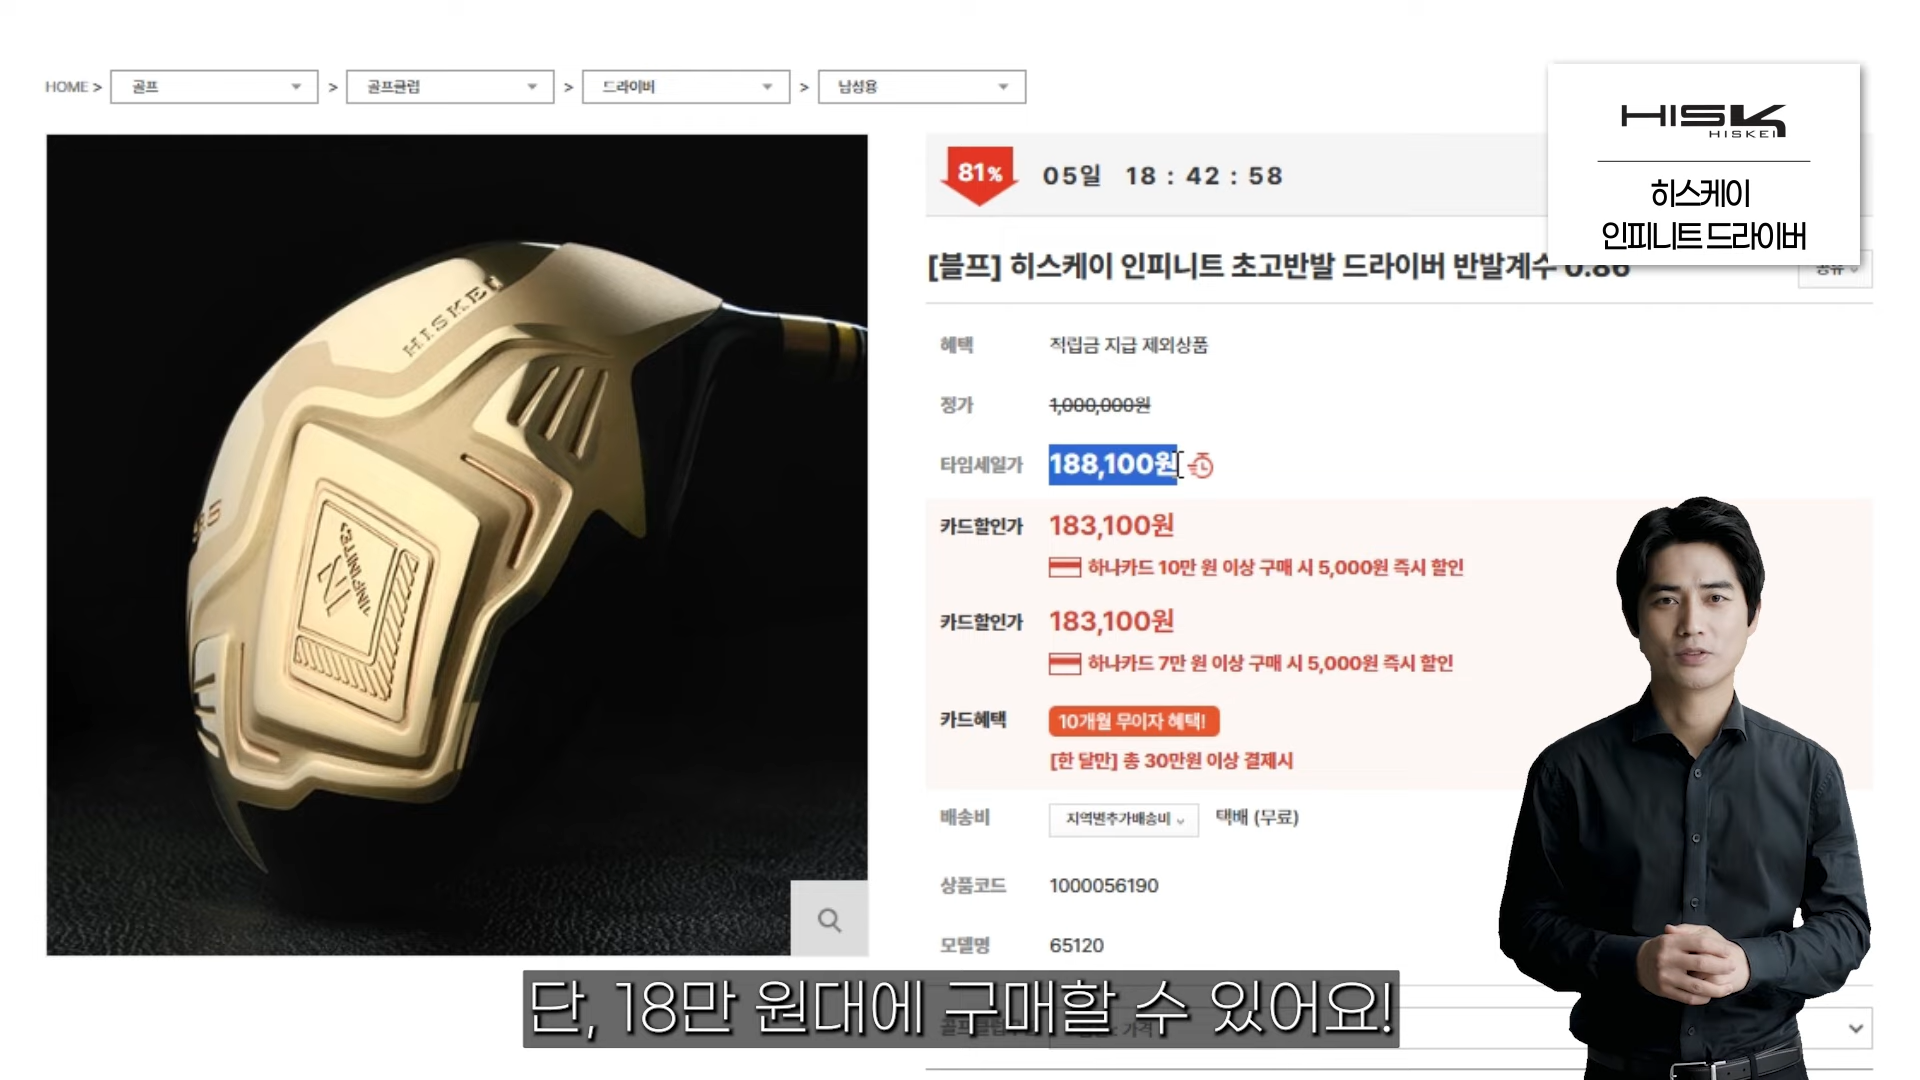 HOME >
골프
>
골프클럽
>
드라이버
>
남성용
HISK
HISKEI
히스케이
인피니트 드라이버
81%
05일 18 : 42 : 58
[블프] 히스케이 인피니트 초고반발 드라이버 반발계수 0.86
공유
혜택
적립금 지급 제외상품
정가
1,000,000원
타임세일가
188,100원
카드할인가
183,100원
하나카드 10만 원 이상 구매 시 5,000원 즉시 할인
카드할인가
183,100원
하나카드 7만 원 이상 구매 시 5,000원 즉시 할인
카드혜택
10개월 무이자 혜택!
[한 달만] 총 30만원 이상 결제시
배송비
지역별추가배송비
택배 (무료)
상품코드
1000056190
모델명
65120
HISKEI
9.5
INFINITE
단, 18만 원대에 구매할 수 있어요!